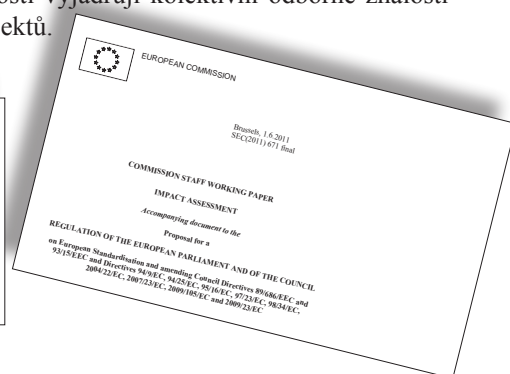 osti vyjadřují kolektivní odborné znalosti
ektů.
EUROPEAN COMMISSION
Brussels, 1.6.2011
SEC(2011) 671 final
COMMISSION STAFF WORKING PAPER
IMPACT ASSESSMENT
Accompanying document to the
Proposal for a
REGULATION OF THE EUROPEAN PARLIAMENT AND OF THE COUNCIL
on European Standardisation and amending Council Directives 89/686/EEC and
93/15/EEC and Directives 94/9/EC, 94/25/EC, 95/16/EC, 97/23/EC, 98/34/EC,
2004/22/EC, 2007/23/EC, 2009/105/EC and 2009/23/EC